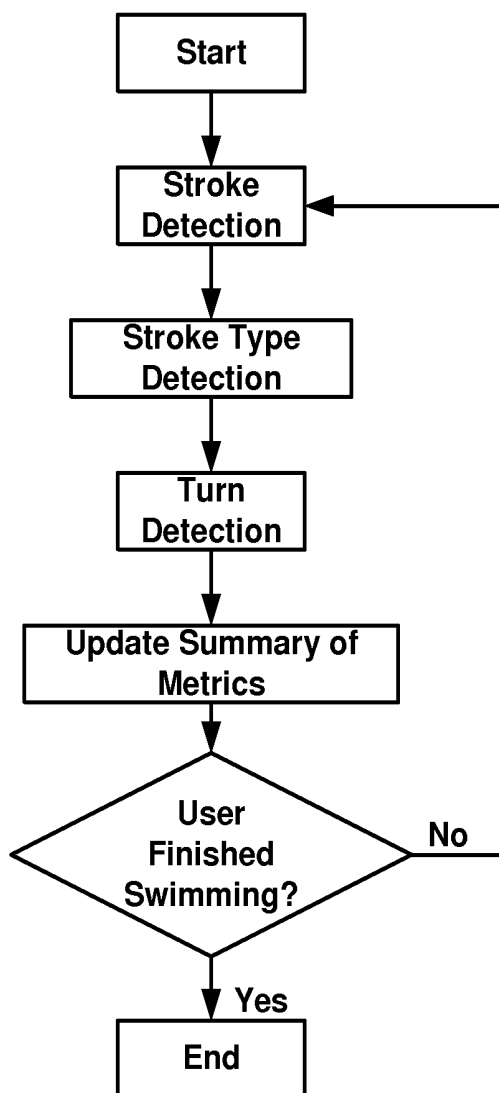 Start
Stroke
Detection
Stroke Type
Detection
Turn
Detection
Update Summary of
Metrics
User
Finished
Swimming?
No
Yes
End